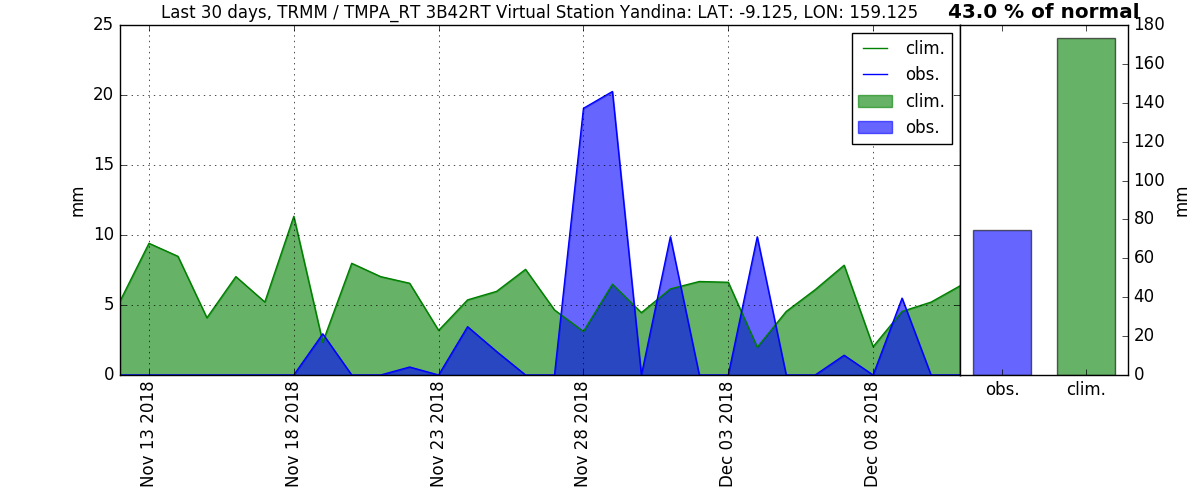 Last 30 days, TRMM / TMPA_RT 3B42RT Virtual Station Yandina: LAT: -9.125, LON: 159.125
43.0 % of normal
25
20
15
10
5
0
mm
clim.
obs.
clim.
obs.
180
160
140
120
100
80
60
40
20
0
mm
obs.
clim.
Nov 13 2018
Nov 18 2018
Nov 23 2018
Nov 28 2018
Dec 03 2018
Dec 08 2018